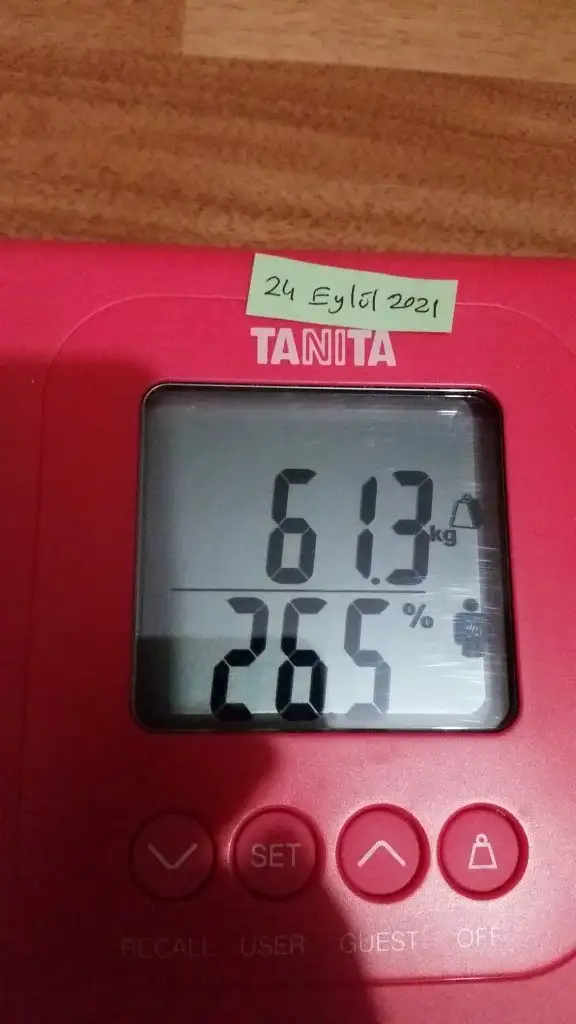 24 Eylül 2021
TANITA
61.3 kg
26.5 %
SET
RECALL USER GUEST OFF